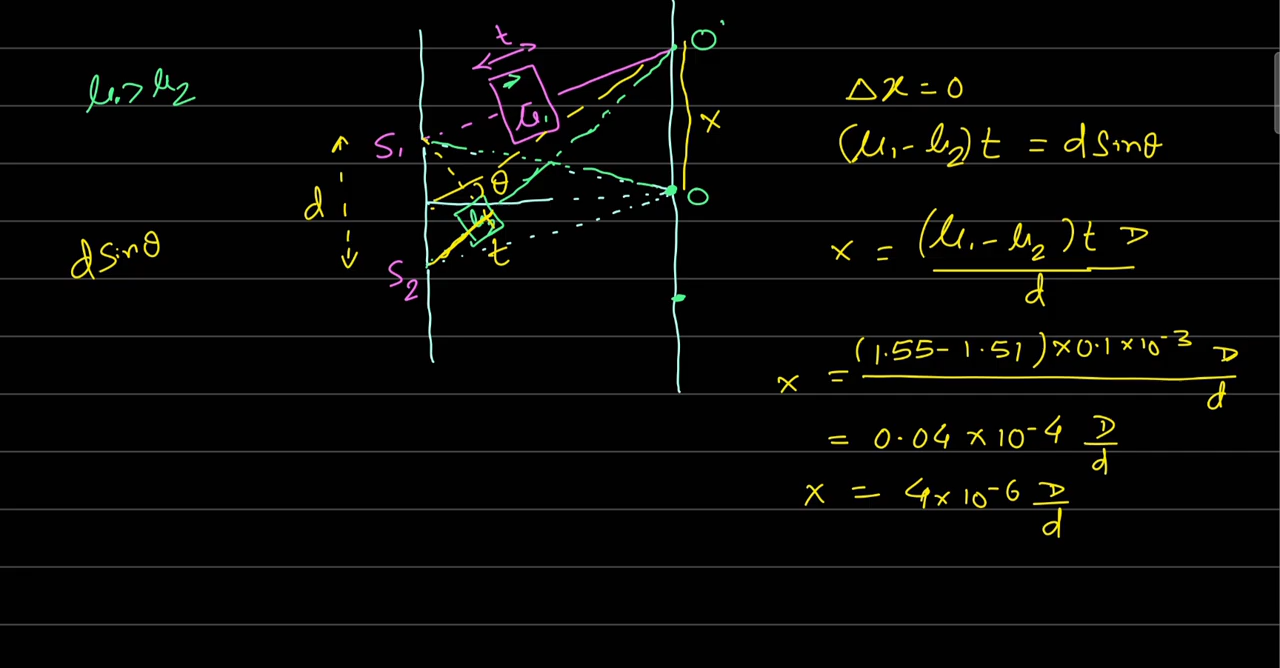 μ₁ > μ₂
t
O'
μ₁
x
S₁
θ
d
O
μ₂
t
S₂
d sinθ
Δx = 0
(μ₁ - μ₂)t = d sinθ
x = (μ₁ - μ₂)t D / d
x = (1.55 - 1.51) × 0.1 × 10⁻³ D / d
= 0.04 × 10⁻⁴ D/d
x = 4 × 10⁻⁶ D/d